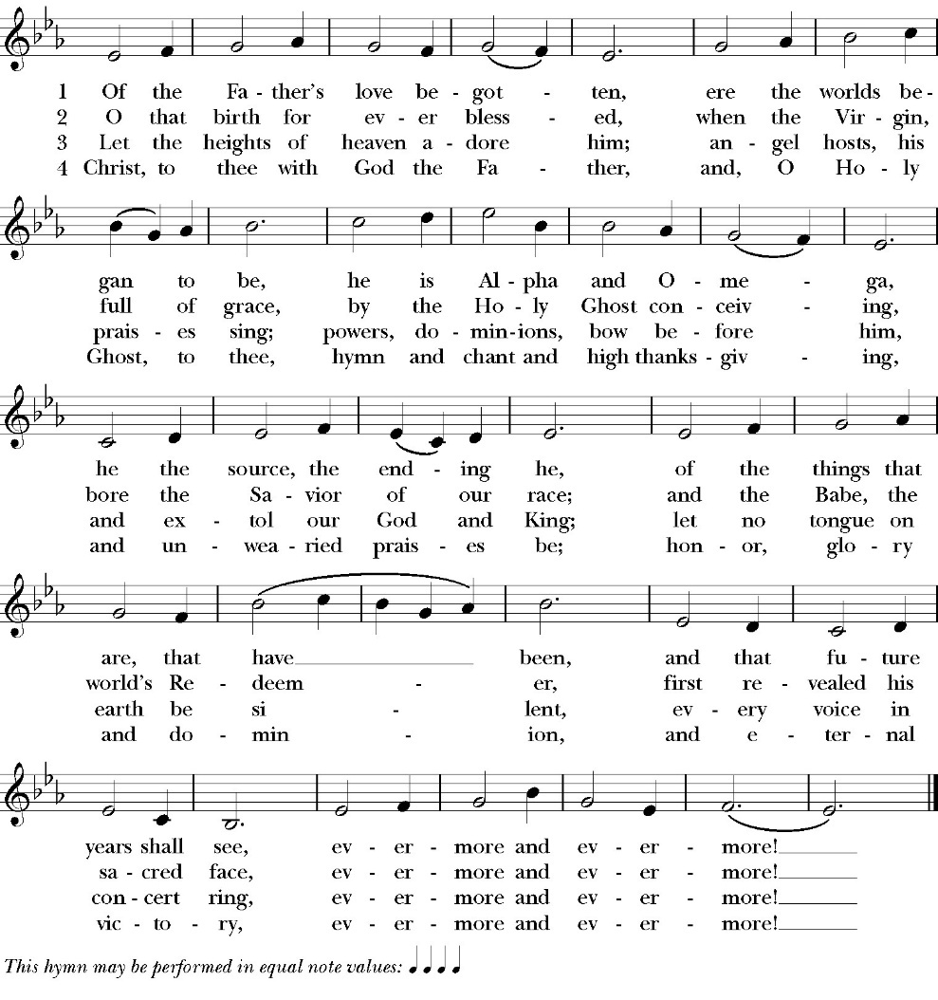 1 Of the Fa - ther's love be - got - ten, ere the worlds be -
2 O that birth for ev - er bless - ed, when the Vir - gin,
3 Let the heights of heaven a - dore him; an - gel hosts, his
4 Christ, to thee with God the Fa - ther, and, O Ho - ly
gan to be, he is Al - pha and O - me - ga,
full of grace, by the Ho - ly Ghost con - ceiv - ing,
prais - es sing; powers, do - min - ions, bow be - fore him,
Ghost, to thee, hymn and chant and high thanks - giv - ing,
he the source, the end - ing he, of the things that
bore the Sa - vior of our race; and the Babe, the
and ex - tol our God and King; let no tongue on
and un - wea - ried prais - es be; hon - or, glo - ry
are, that have been, and that fu - ture
world's Re - deem - er, first re - vealed his
earth be si - lent, ev - ery voice in
and do - min - ion, and e - ter - nal
years shall see, ev - er - more and ev - er - more!
sa - cred face, ev - er - more and ev - er - more!
con - cert ring, ev - er - more and ev - er - more!
vic - to - ry, ev - er - more and ev - er - more!
This hymn may be performed in equal note values: